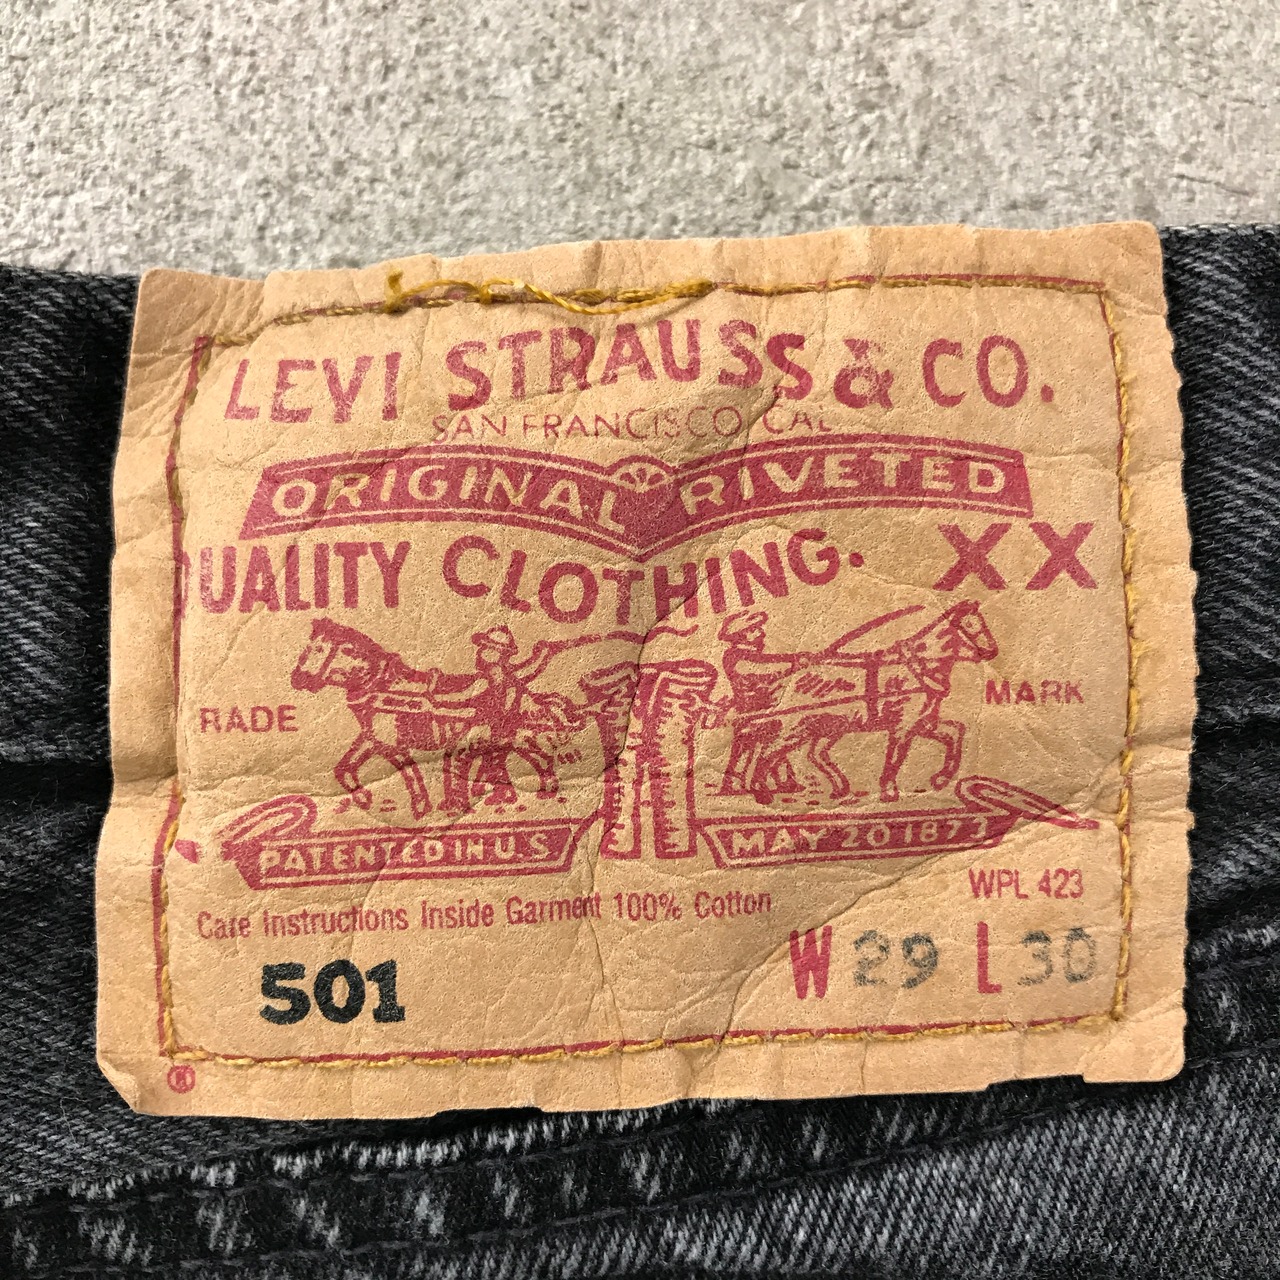 LEVI STRAUSS & CO.
SAN FRANCISCO, CAL
ORIGINAL RIVETED
QUALITY CLOTHING. XX
RADE MARK
PATENTED IN U.S
MAY 20 1873
WPL 423
Care Instructions Inside Garment 100% Cotton
501 W 29 L 30
®